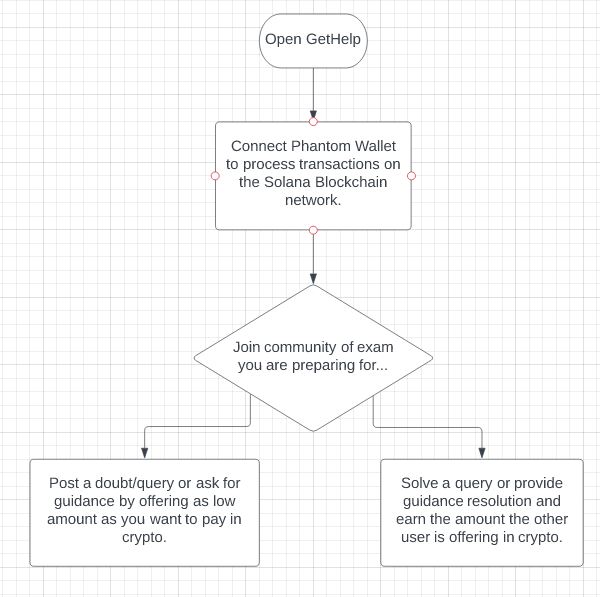 Open GetHelp
Connect Phantom Wallet
to process transactions on
the Solana Blockchain
network.
Join community of exam
you are preparing for...
Post a doubt/query or ask for
guidance by offering as low
amount as you want to pay in
crypto.
Solve a query or provide
guidance resolution and
earn the amount the other
user is offering in crypto.